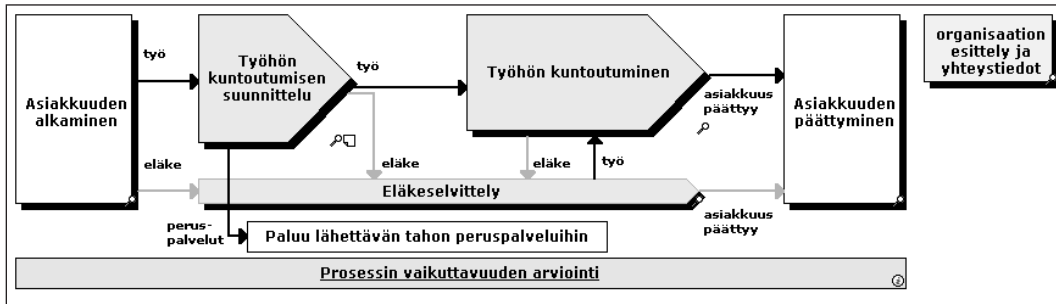 Asiakkuuden
alkaminen
työ
eläke
Työhön
kuntoutumisen
suunnittelu
työ
eläke
Työhön kuntoutuminen
eläke
työ
asiakkuus
päättyy
Asiakkuuden
päättyminen
organisaation
esittely ja
yhteystiedot
Eläkeselvittely
asiakkuus
päättyy
perus-
palvelut
Paluu lähettävän tahon peruspalveluihin
Prosessin vaikuttavuuden arviointi